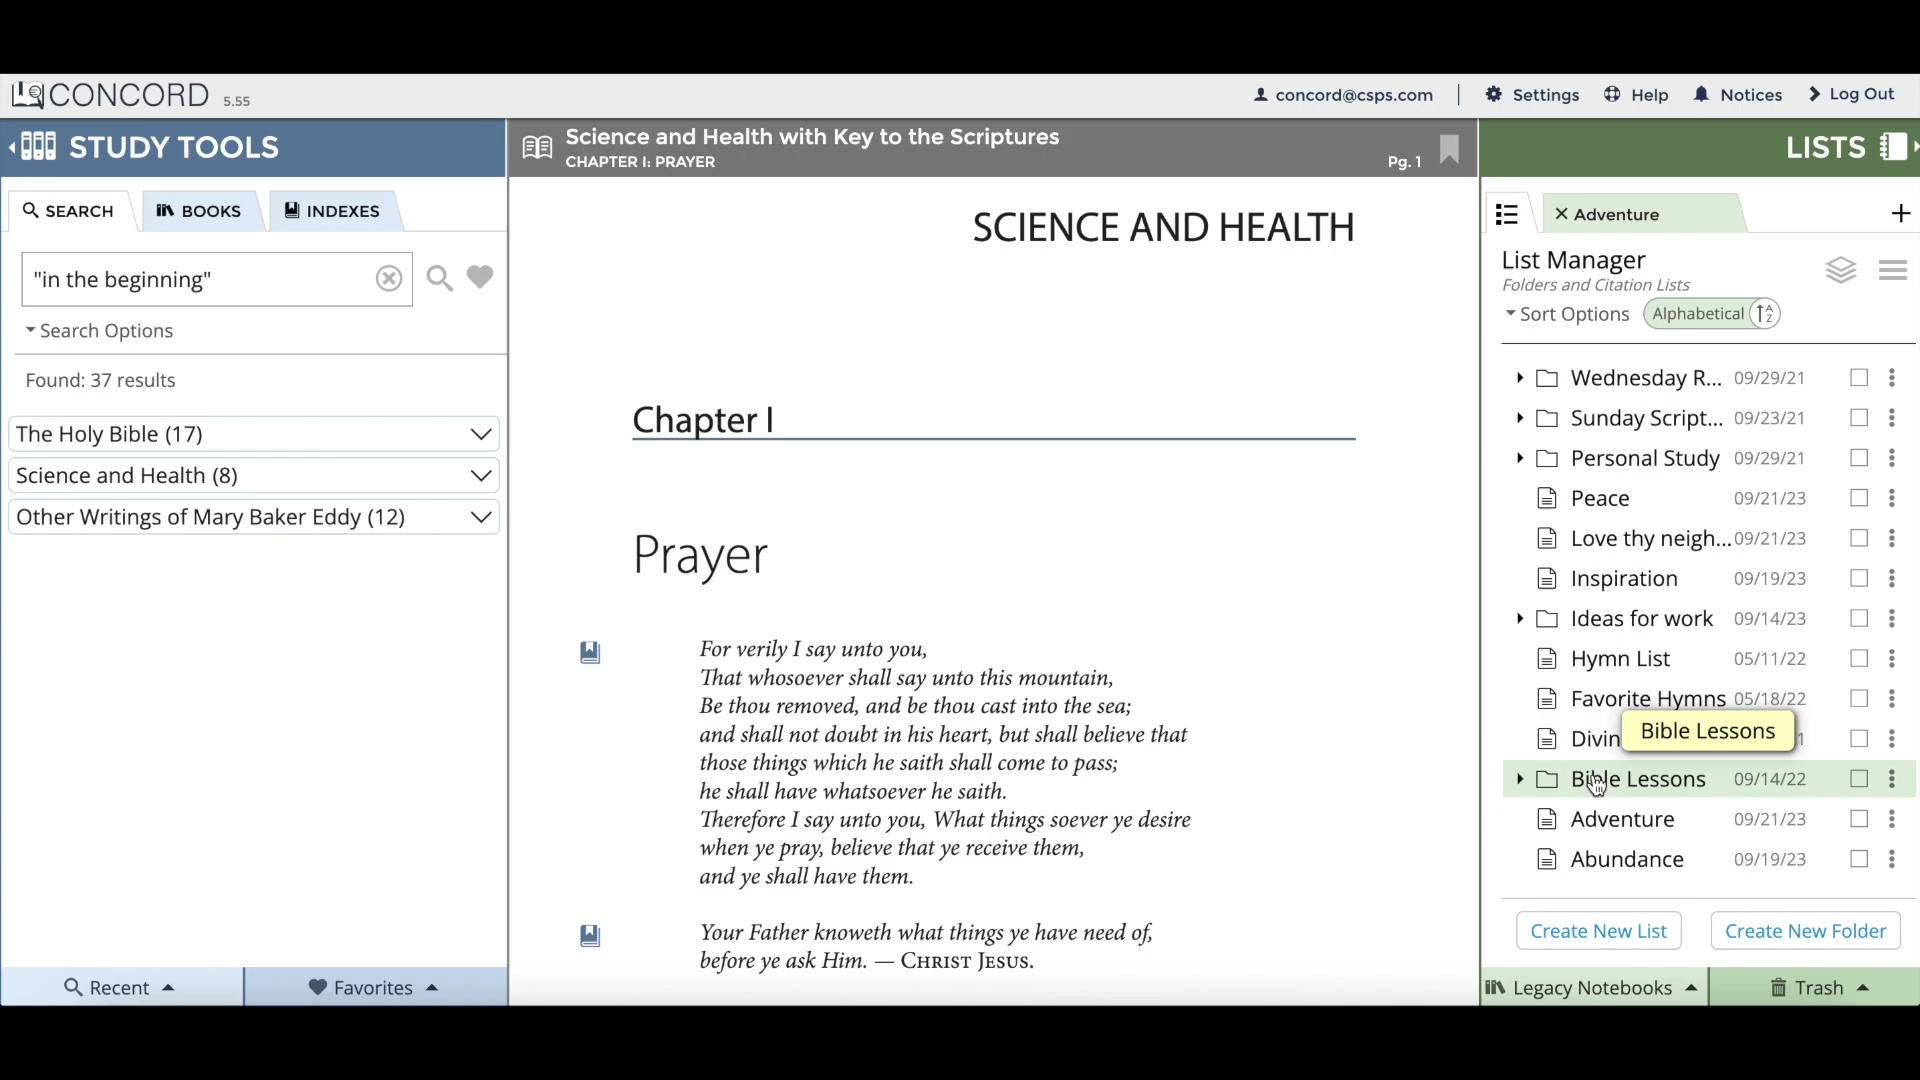 CONCORD 5.55
concord@csps.com
Settings
Help
Notices
Log Out
STUDY TOOLS
SEARCH
BOOKS
INDEXES
"in the beginning"
Search Options
Found: 37 results
The Holy Bible (17)
Science and Health (8)
Other Writings of Mary Baker Eddy (12)
Recent
Favorites
Science and Health with Key to the Scriptures
CHAPTER I: PRAYER
Pg. 1
SCIENCE AND HEALTH
Chapter I
Prayer
For verily I say unto you,
That whosoever shall say unto this mountain,
Be thou removed, and be thou cast into the sea;
and shall not doubt in his heart, but shall believe that
those things which he saith shall come to pass;
he shall have whatsoever he saith.
Therefore I say unto you, What things soever ye desire
when ye pray, believe that ye receive them,
and ye shall have them.
Your Father knoweth what things ye have need of,
before ye ask Him. — CHRIST JESUS.
LISTS
Adventure
List Manager
Folders and Citation Lists
Sort Options
Alphabetical
A
Z
Wednesday R... 09/29/21
Sunday Script... 09/23/21
Personal Study 09/29/21
Peace 09/21/23
Love thy neigh... 09/21/23
Inspiration 09/19/23
Ideas for work 09/14/23
Hymn List 05/11/22
Favorite Hymns 05/18/22
Bible Lessons
Divin 1
Bible Lessons 09/14/22
Adventure 09/21/23
Abundance 09/19/23
Create New List
Create New Folder
Legacy Notebooks
Trash